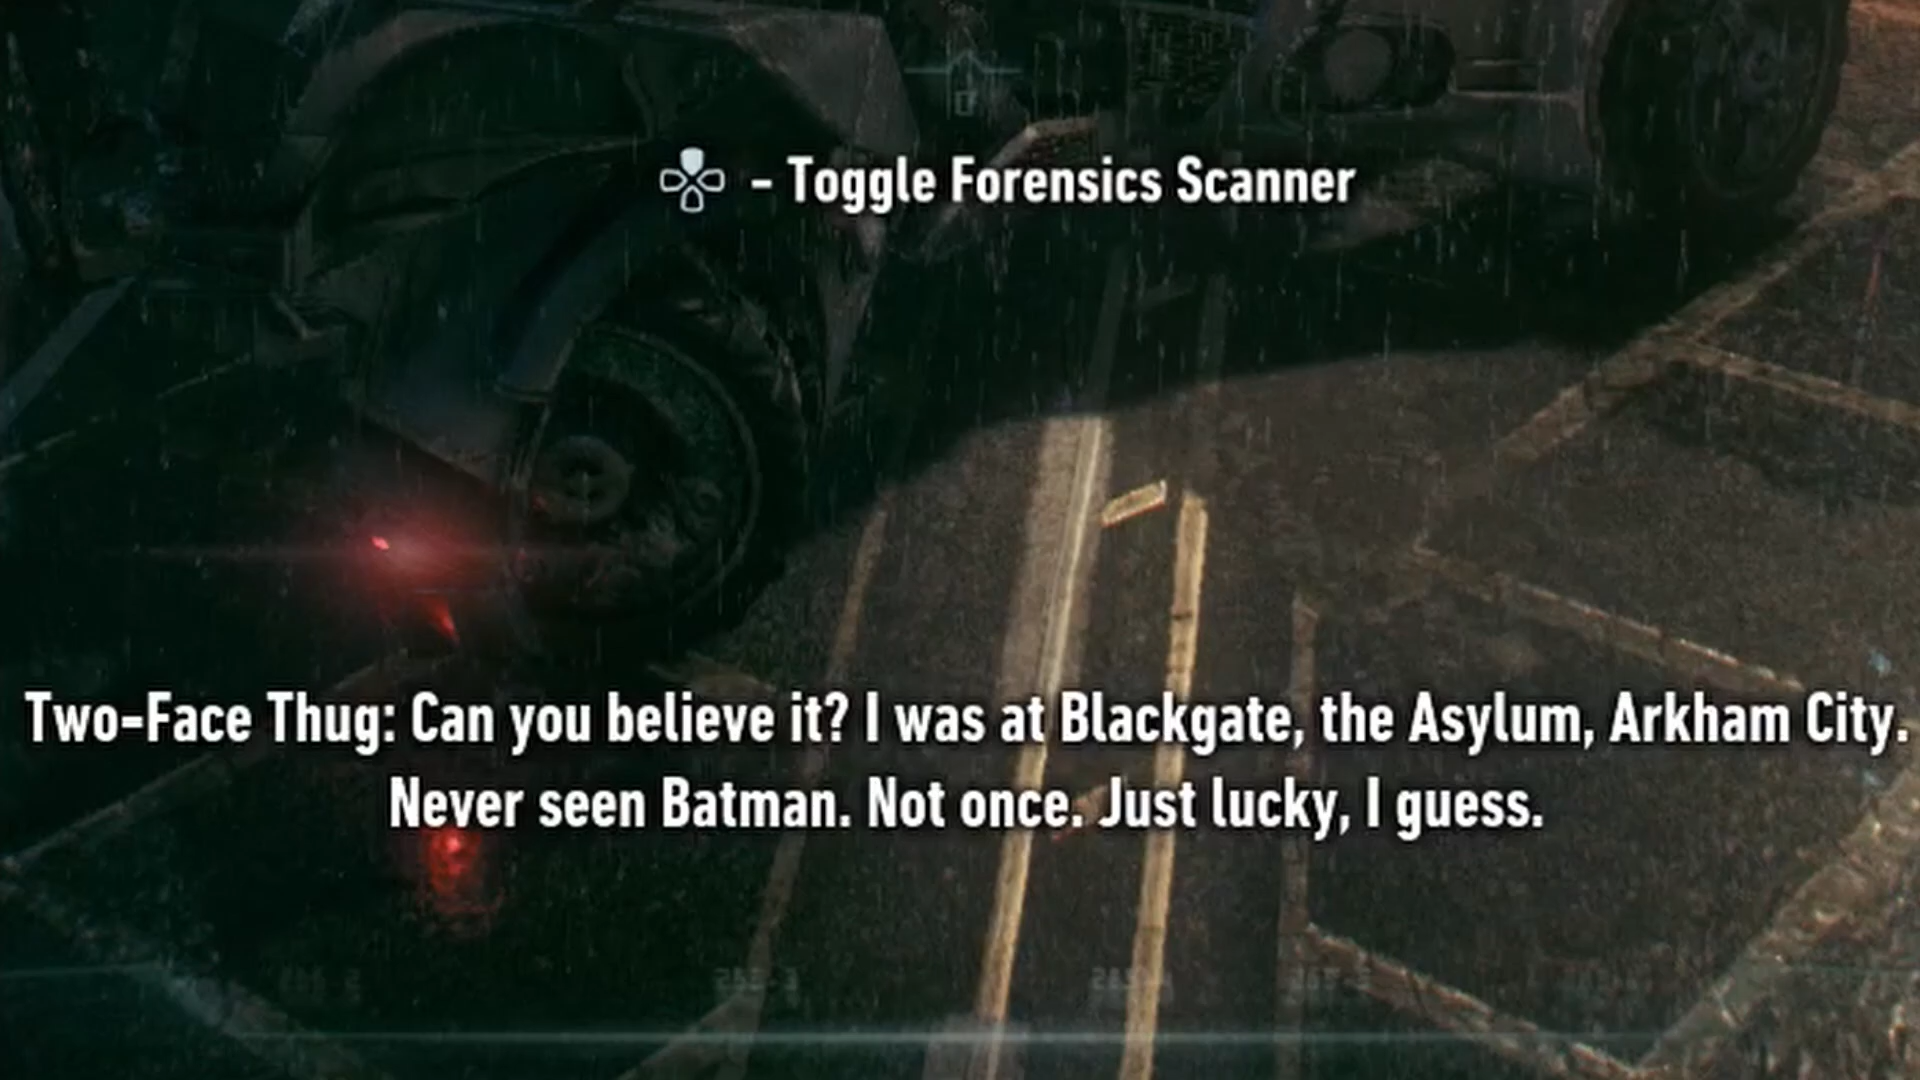 - Toggle Forensics Scanner
Two-Face Thug: Can you believe it? I was at Blackgate, the Asylum, Arkham City.
Never seen Batman. Not once. Just lucky, I guess.